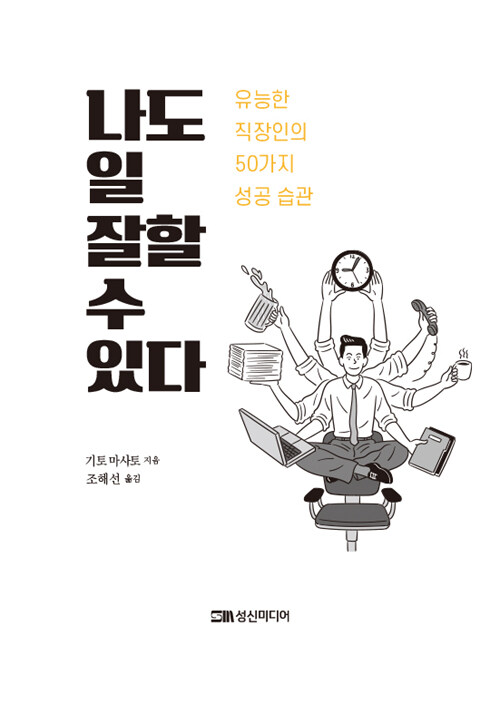 나도
일
잘할
수
있다
유능한
직장인의
50가지
성공 습관
기토 마사토 지음
조해선 옮김
SM 성신미디어